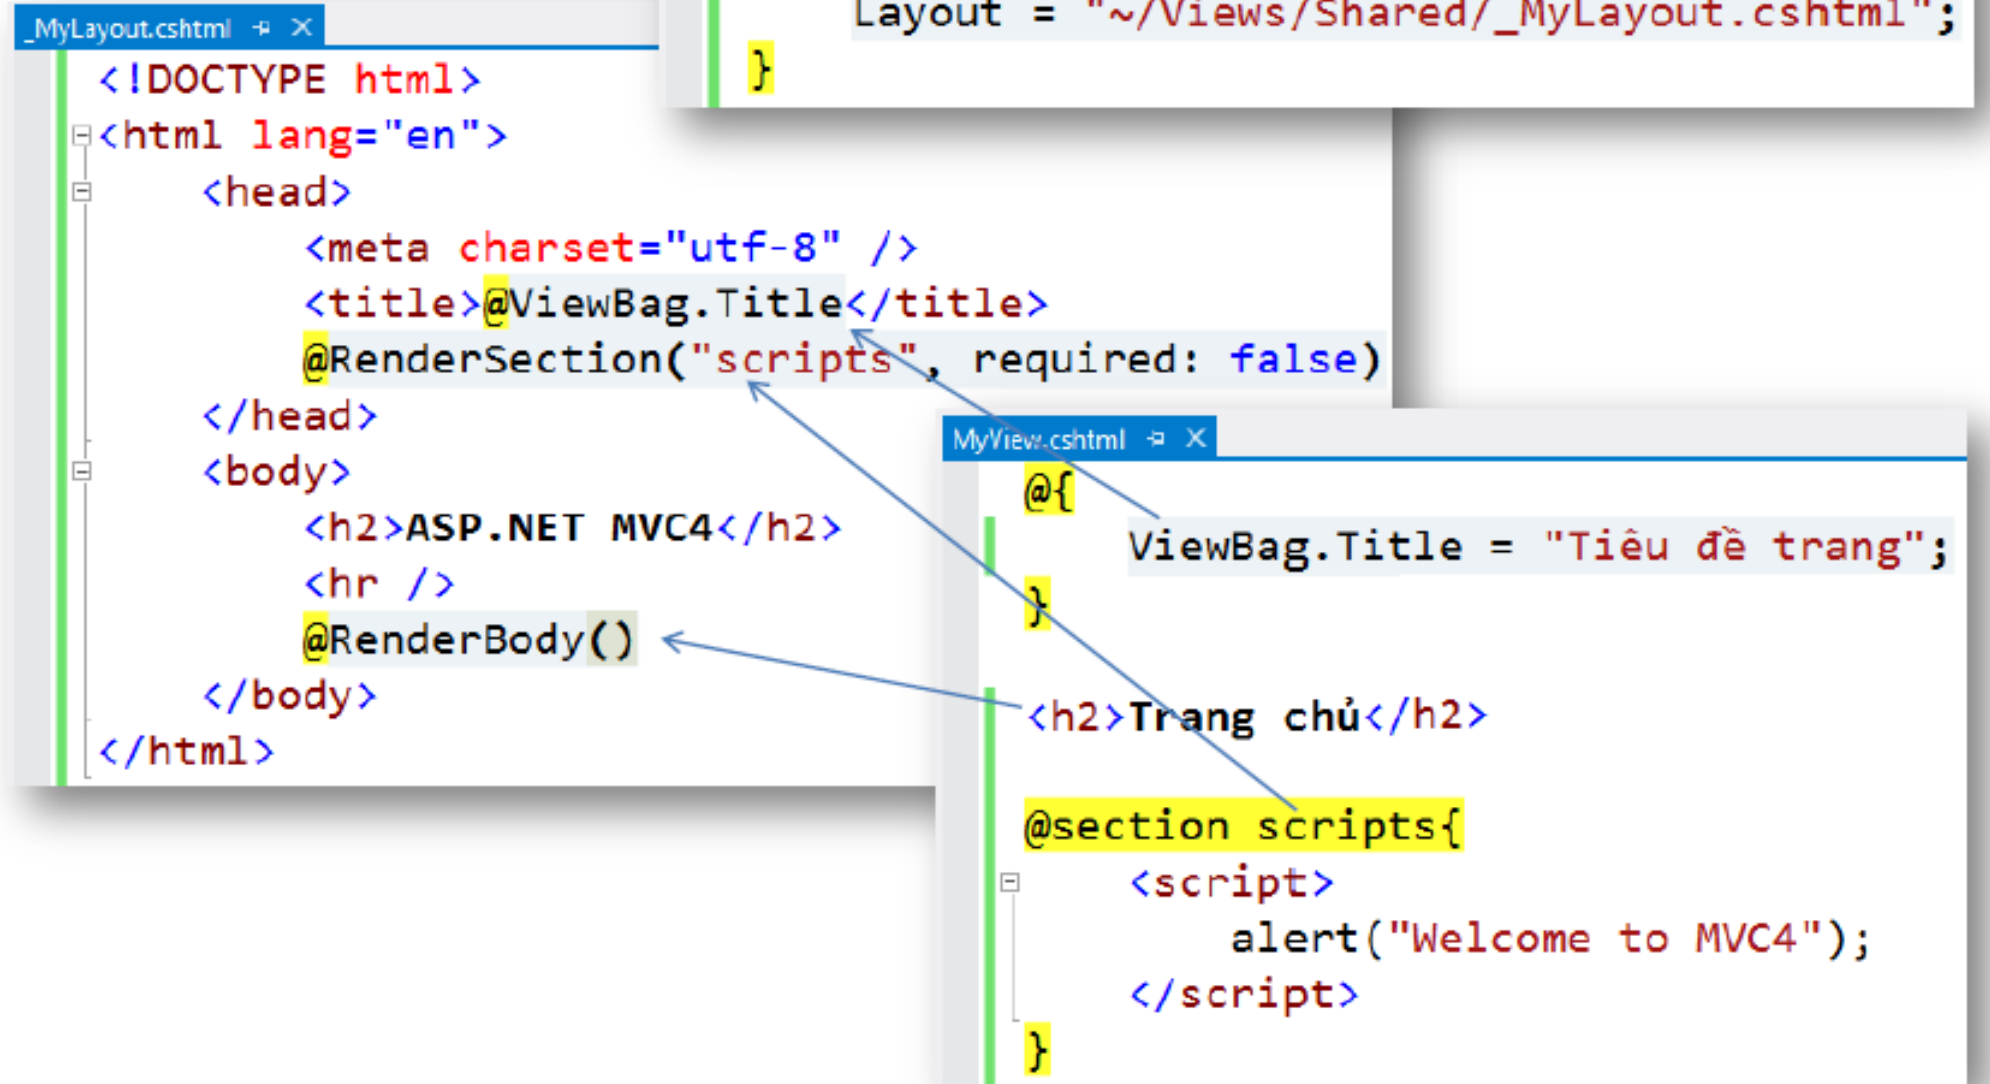 Layout = "~/Views/Shared/_MyLayout.cshtml";
}
_MyLayout.cshtml
<!DOCTYPE html>
<html lang="en">
<head>
<meta charset="utf-8" />
<title>@ViewBag.Title</title>
@RenderSection("scripts", required: false)
</head>
<body>
<h2>ASP.NET MVC4</h2>
<hr />
@RenderBody()
</body>
</html>
MyView.cshtml
@{
ViewBag.Title = "Tiêu đề trang";
}
<h2>Trang chủ</h2>
@section scripts{
<script>
alert("Welcome to MVC4");
</script>
}